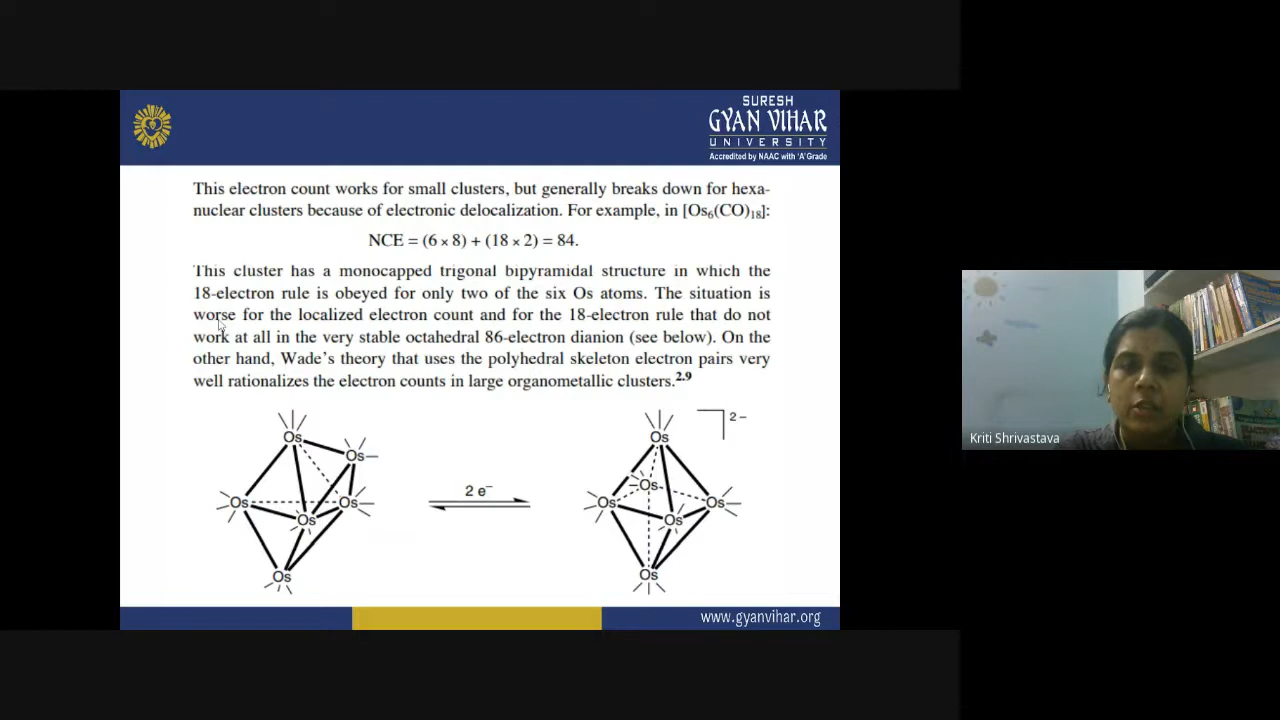 SURESH
GYAN VIHAR
UNIVERSITY
Accredited by NAAC with 'A' Grade
This electron count works for small clusters, but generally breaks down for hexa-
nuclear clusters because of electronic delocalization. For example, in [Os₆(CO)₁₈]:
NCE = (6 × 8) + (18 × 2) = 84.
This cluster has a monocapped trigonal bipyramidal structure in which the
18-electron rule is obeyed for only two of the six Os atoms. The situation is
worse for the localized electron count and for the 18-electron rule that do not
work at all in the very stable octahedral 86-electron dianion (see below). On the
other hand, Wade's theory that uses the polyhedral skeleton electron pairs very
well rationalizes the electron counts in large organometallic clusters.2.9
Os
Os
Os
Os
Os
Os
2 e⁻
2–
Os
Os
Os
Os
Os
Os
www.gyanvihar.org
Kriti Shrivastava